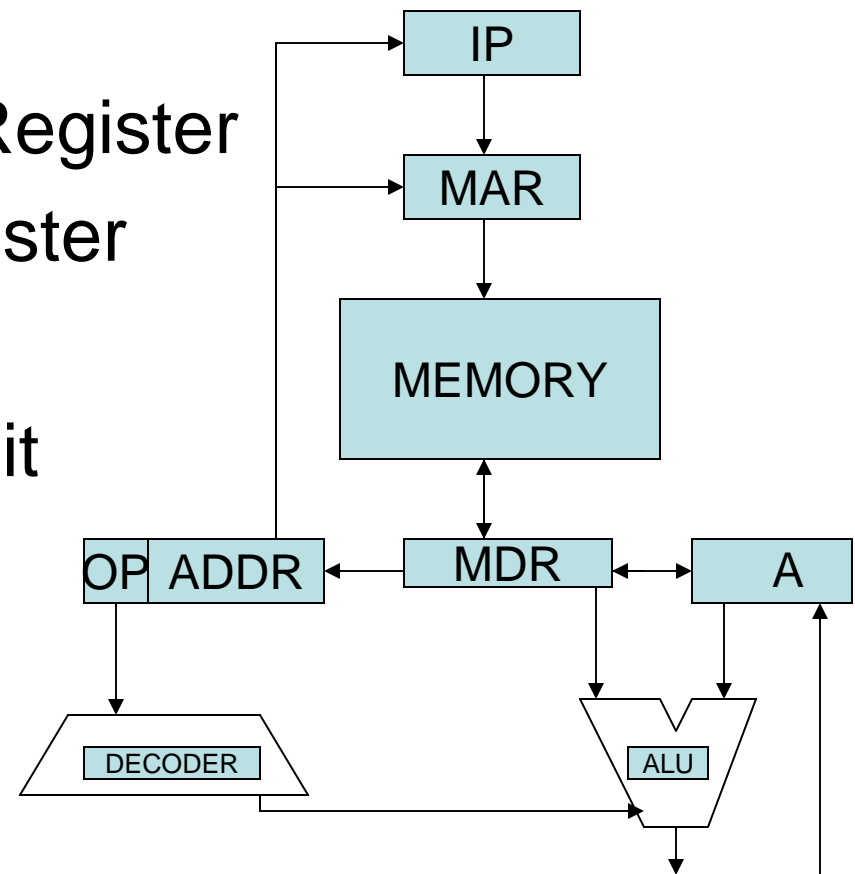 IP
Register
MAR
ster
MEMORY
it
OP ADDR MDR A
DECODER ALU